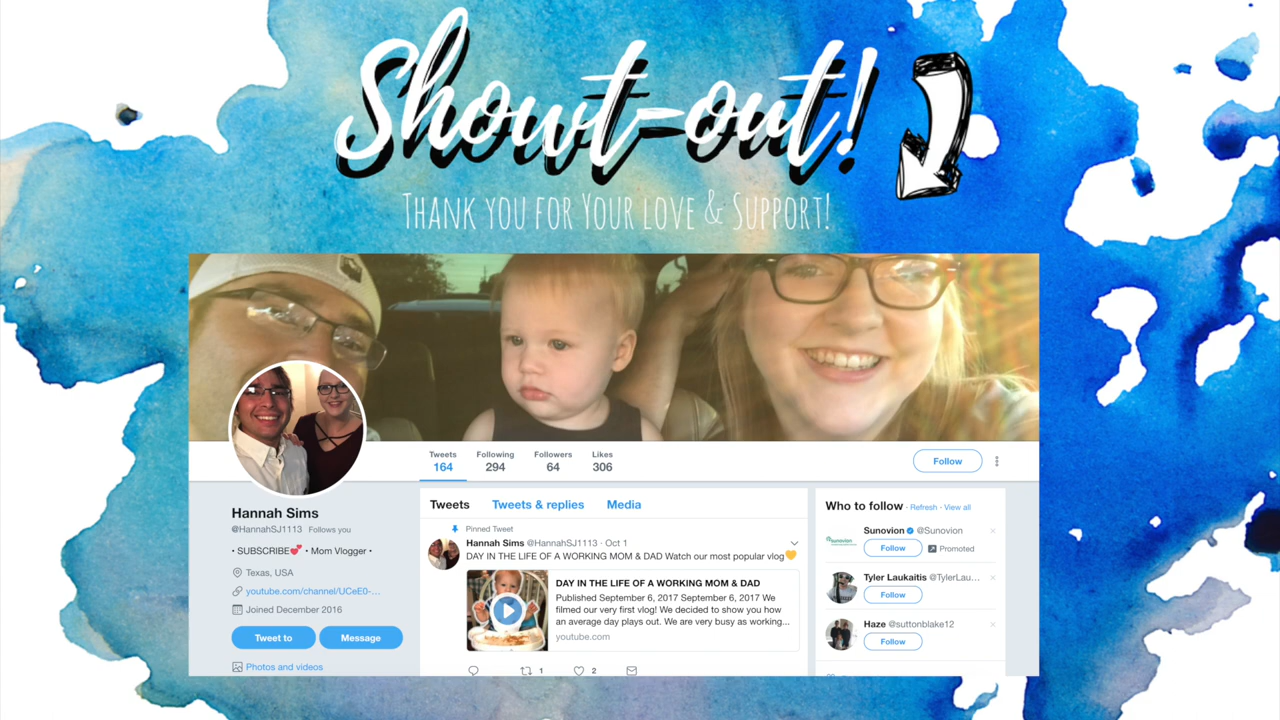 Shout-out!
THANK YOU FOR YOUR LOVE & SUPPORT!
Tweets Following Followers Likes
164 294 64 306
Follow
Hannah Sims
@HannahSJ1113 Follows you
• SUBSCRIBE💕 • Mom Vlogger •
Texas, USA
youtube.com/channel/UCeE0-...
Joined December 2016
Tweet to Message
Photos and videos
Tweets Tweets & replies Media
Pinned Tweet
Hannah Sims @HannahSJ1113 · Oct 1
DAY IN THE LIFE OF A WORKING MOM & DAD Watch our most popular vlog💛
DAY IN THE LIFE OF A WORKING MOM & DAD
Published September 6, 2017 September 6, 2017 We
filmed our very first vlog! We decided to show you how
an average day plays out. We are very busy as working...
youtube.com
1 2
Who to follow · Refresh · View all
Sunovion @Sunovion
sunovion
Follow Promoted
Tyler Laukaitis @TylerLau...
Follow
Haze @suttonblake12
Follow